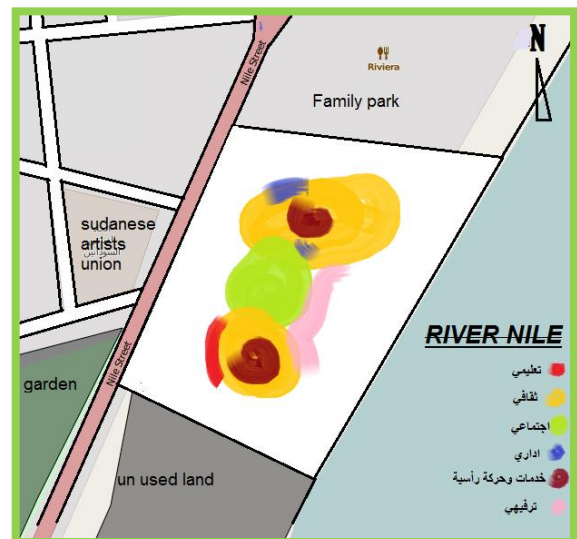 Nile Street
Riviera
N
Family park
sudanese
artists
union
السودانيين
RIVER NILE
تعليمي
ثقافي
اجتماعي
اداري
خدمات وحركة رأسية
ترفيهي
Nile Street
garden
un used land